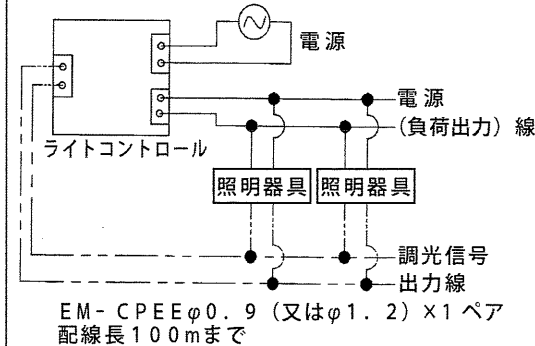 電源
ライトコントロール
電源
(負荷出力) 線
照明器具 照明器具
調光信号
出力線
EM-CPEEφ0.9 (又はφ1.2) ×1ペア
配線長100mまで